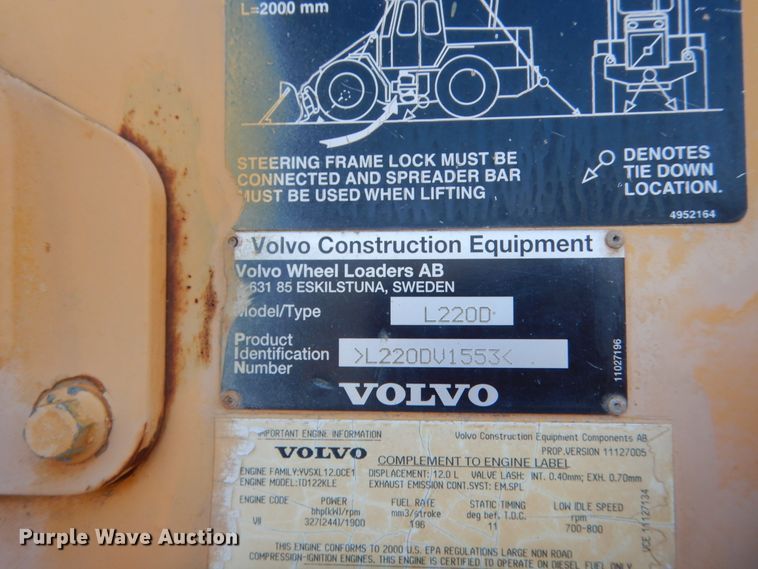 L=2000 mm
STEERING FRAME LOCK MUST BE
CONNECTED AND SPREADER BAR
MUST BE USED WHEN LIFTING
DENOTES
TIE DOWN
LOCATION.
4952164
Volvo Construction Equipment
Volvo Wheel Loaders AB
631 85 ESKILSTUNA, SWEDEN
Model/Type
L220D
Product
Identification
Number
>L220DV1553<
11027196
VOLVO
IMPORTANT ENGINE INFORMATION
Volvo Construction Equipment Components AB
PROP.VERSION 11127005
VOLVO
COMPLEMENT TO ENGINE LABEL
ENGINE FAMILY:YVSXL12.0CE1
DISPLACEMENT: 12.0 L
VALVE LASH: INT. 0.40mm; EXH. 0.70mm
ENGINE MODEL:TD122KLE
EXHAUST EMISSION CONT.SYST: EM,SPL
ENGINE CODE
POWER
bhp(kW)/rpm
FUEL RATE
mm3/stroke
STATIC TIMING
deg bef. T.D.C.
LOW IDLE SPEED
rpm
VII
327(244)/1900
196
11
700-800
VCE 11127134
THIS ENGINE CONFORMS TO 2000 U.S. EPA REGULATIONS LARGE NON ROAD
COMPRESSION-IGNITION ENGINES. THIS ENGINE IS CERTIFIED TO OPERATE ON DIESEL FUEL ONLY
Purple Wave Auction